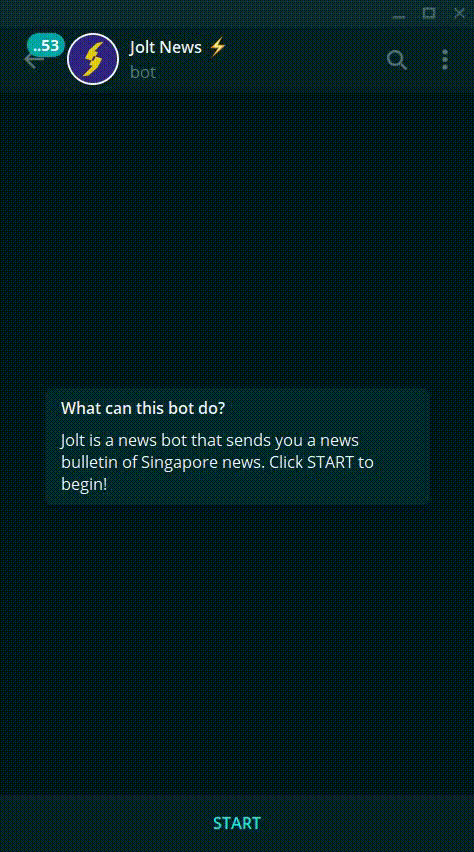 ..53
Jolt News ⚡
bot
What can this bot do?
Jolt is a news bot that sends you a news
bulletin of Singapore news. Click START to
begin!
START